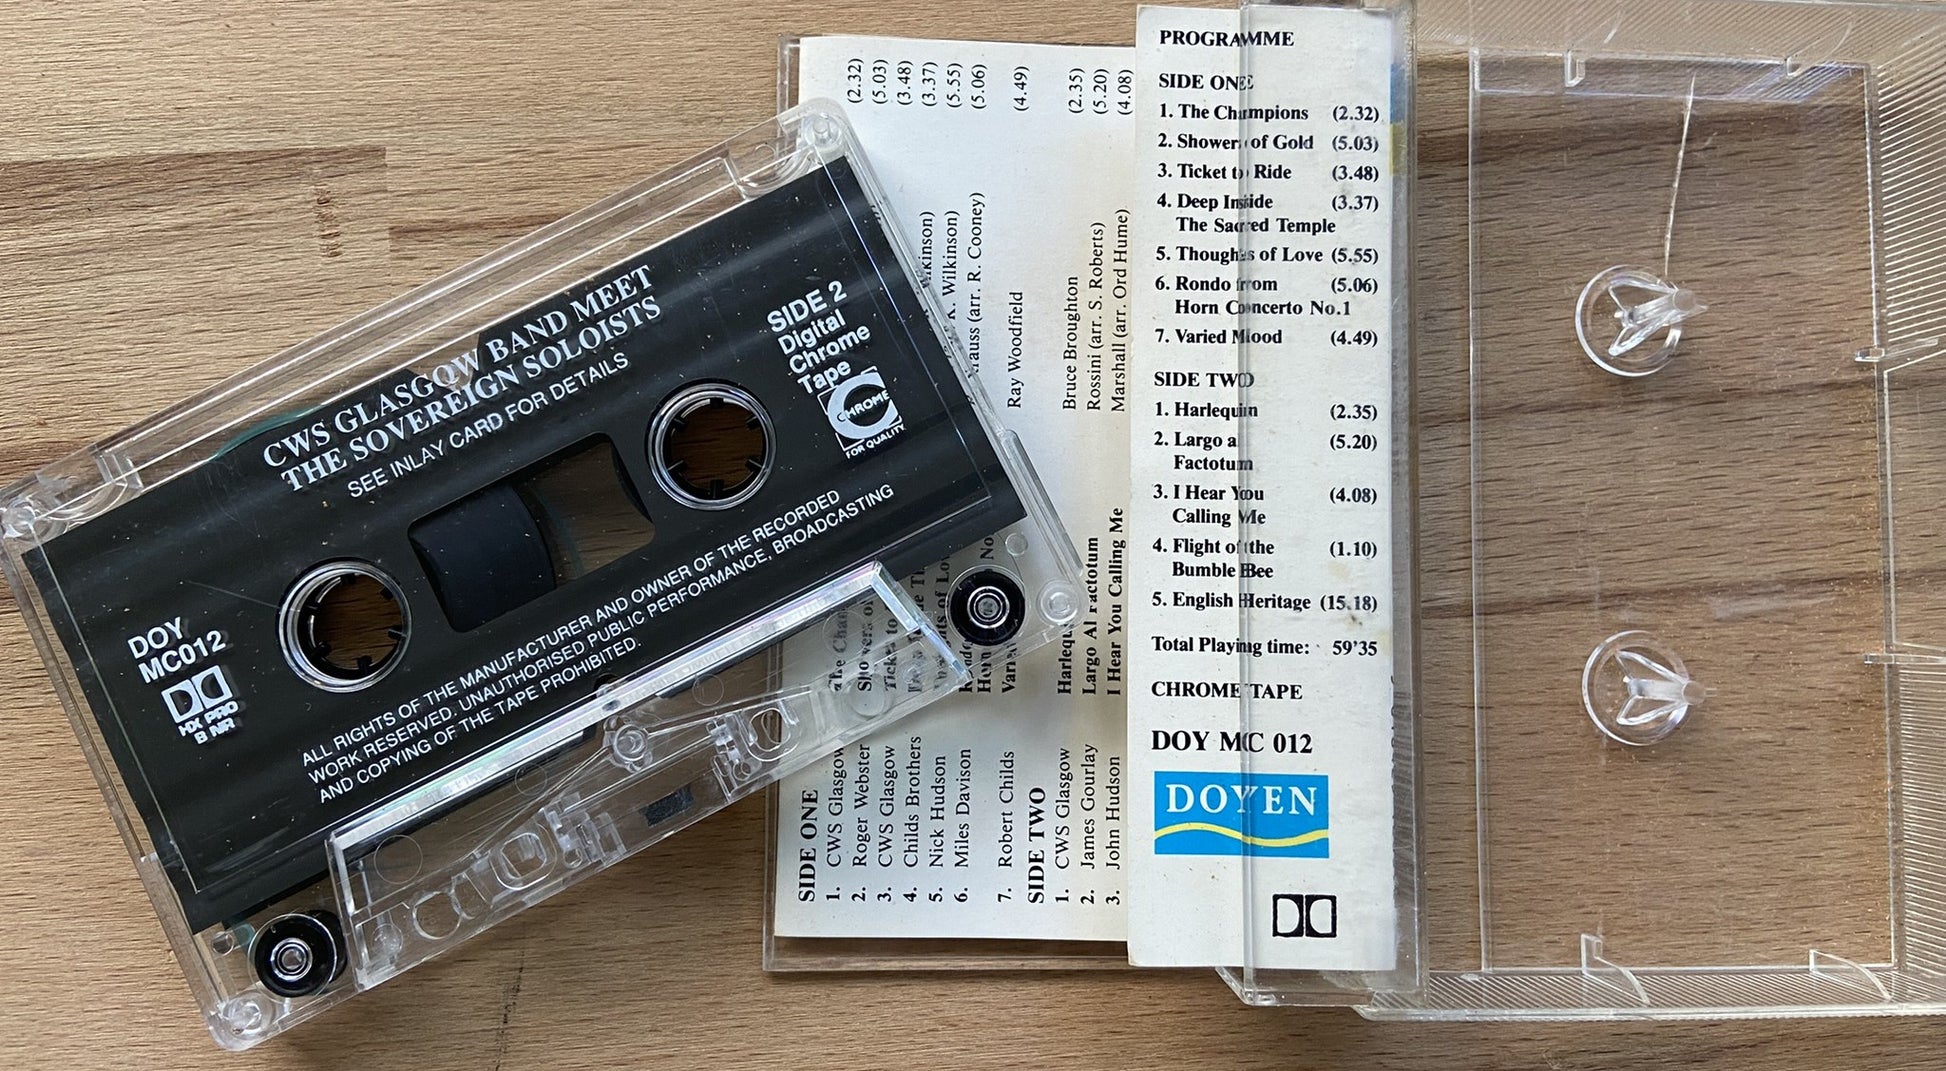 CWS GLASGOW BAND MEET
THE SOVEREIGN SOLOISTS
SEE INLAY CARD FOR DETAILS
SIDE 2
Digital
Chrome
Tape
CHROME
FOR QUALITY
DOY
MC012
HX PRO
B NR
ALL RIGHTS OF THE MANUFACTURER AND OWNER OF THE RECORDED
WORK RESERVED. UNAUTHORISED PUBLIC PERFORMANCE, BROADCASTING
AND COPYING OF THE TAPE PROHIBITED.
SIDE ONE
1. CWS Glasgow (2.32)
2. Roger Webster (5.03)
3. CWS Glasgow (3.48)
4. Childs Brothers (3.37)
5. Nick Hudson K. Wilkinson) (5.55)
6. Miles Davison (arr. R. Cooney) (5.06)
7. Robert Childs Ray Woodfield (4.49)
SIDE TWO
1. CWS Glasgow Bruce Broughton (2.35)
2. James Gourlay Largo Al Factotum Rossini (arr. S. Roberts) (5.20)
3. John Hudson I Hear You Calling Me Marshall (arr. Ord Hume) (4.08)
PROGRAMME
SIDE ONE
1. The Champions (2.32)
2. Showers of Gold (5.03)
3. Ticket to Ride (3.48)
4. Deep Inside (3.37)
The Sacred Temple
5. Thoughts of Love (5.55)
6. Rondo from (5.06)
Horn Concerto No.1
7. Varied Mood (4.49)
SIDE TWO
1. Harlequin (2.35)
2. Largo al (5.20)
Factotum
3. I Hear You (4.08)
Calling Me
4. Flight of the (1.10)
Bumble Bee
5. English Heritage (15.18)
Total Playing time: 59'35
CHROME TAPE
DOY MC 012
DOYEN